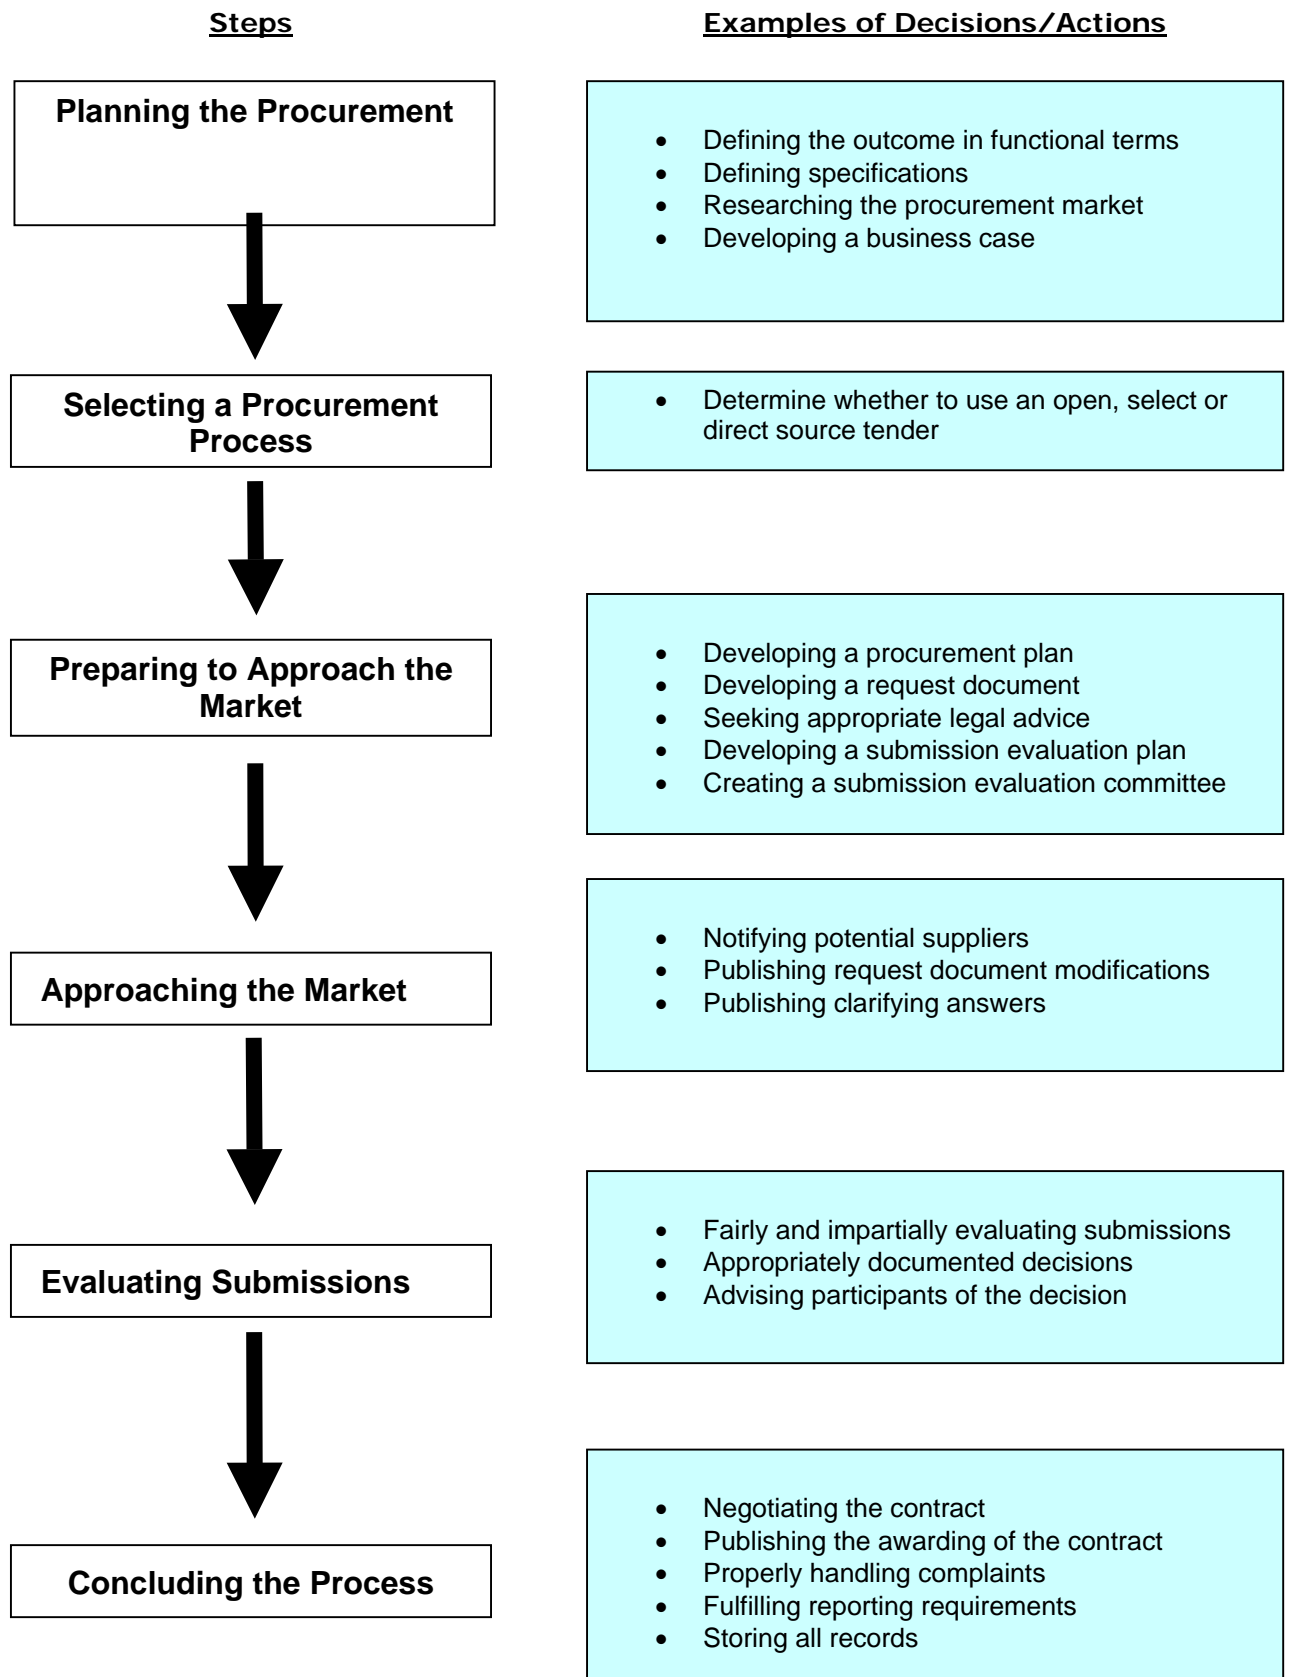 Steps
Examples of Decisions/Actions
Planning the Procurement
• Defining the outcome in functional terms
• Defining specifications
• Researching the procurement market
• Developing a business case
Selecting a Procurement
Process
• Determine whether to use an open, select or
direct source tender
Preparing to Approach the
Market
• Developing a procurement plan
• Developing a request document
• Seeking appropriate legal advice
• Developing a submission evaluation plan
• Creating a submission evaluation committee
Approaching the Market
• Notifying potential suppliers
• Publishing request document modifications
• Publishing clarifying answers
Evaluating Submissions
• Fairly and impartially evaluating submissions
• Appropriately documented decisions
• Advising participants of the decision
Concluding the Process
• Negotiating the contract
• Publishing the awarding of the contract
• Properly handling complaints
• Fulfilling reporting requirements
• Storing all records